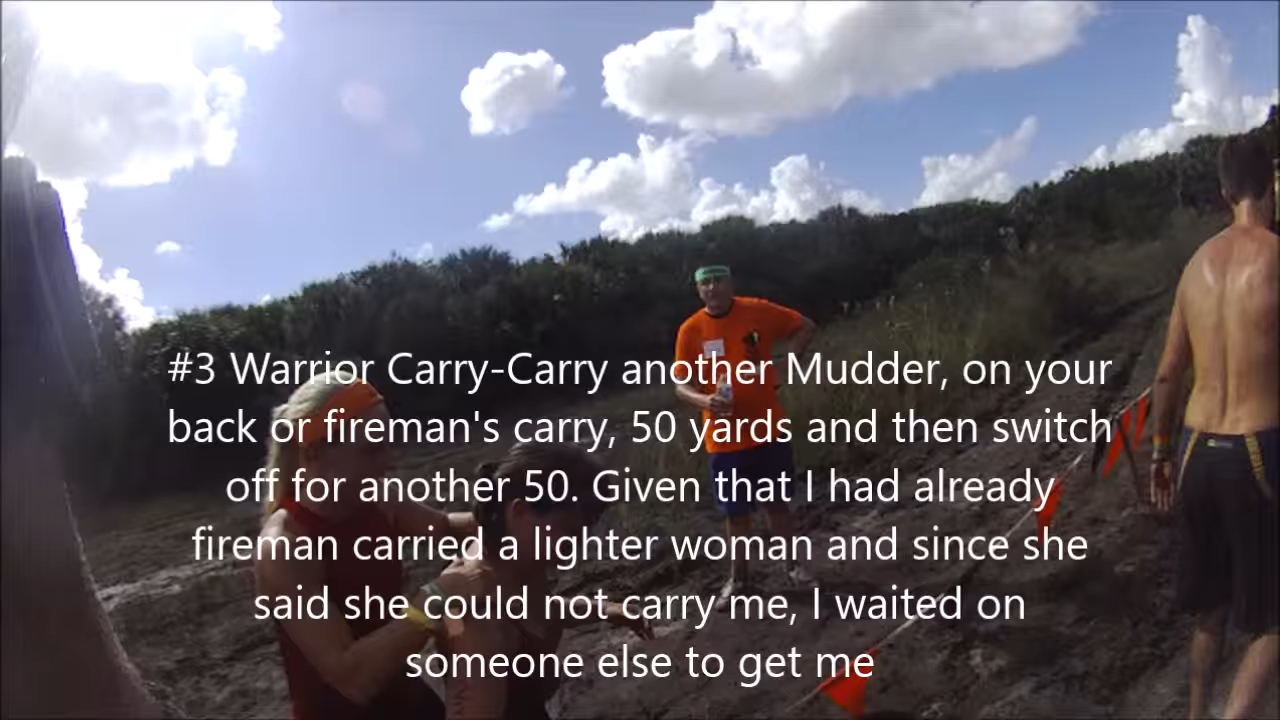 #3 Warrior Carry-Carry another Mudder, on your
back or fireman's carry, 50 yards and then switch
off for another 50. Given that I had already
fireman carried a lighter woman and since she
said she could not carry me, I waited on
someone else to get me